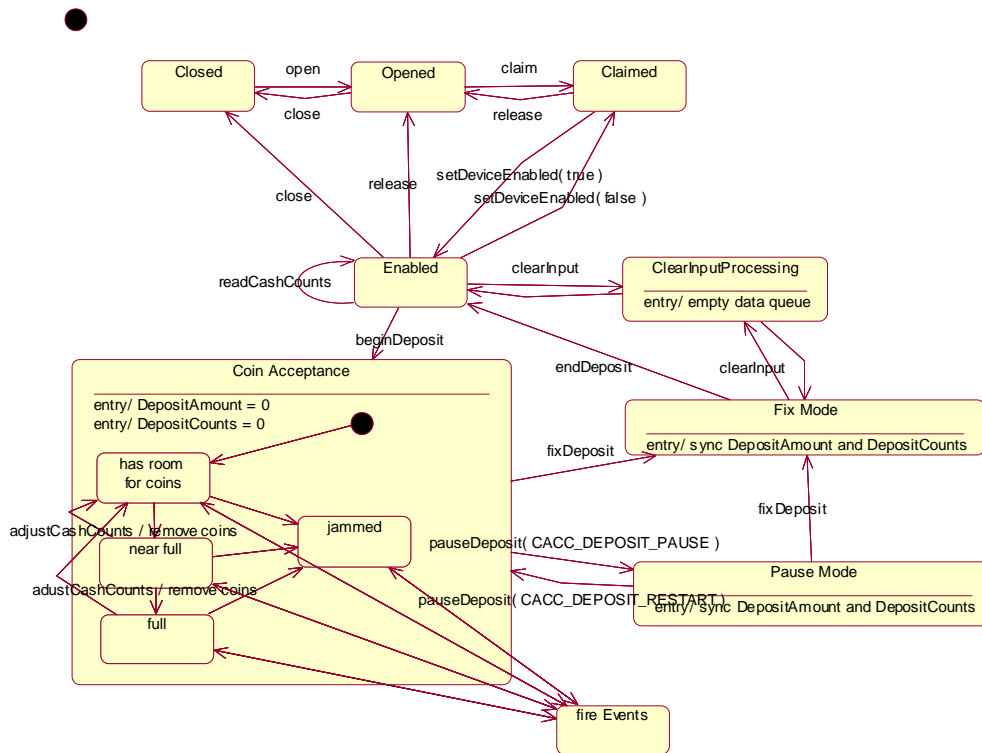 Closed
open
Opened
claim
Claimed
close
release
setDeviceEnabled( true )
close
release
setDeviceEnabled( false )
Enabled
clearInput
ClearInputProcessing
readCashCounts
entry/ empty data queue
beginDeposit
Coin Acceptance
endDeposit
clearInput
entry/ DepositAmount = 0
entry/ DepositCounts = 0
Fix Mode
entry/ sync DepositAmount and DepositCounts
fixDeposit
has room
for coins
jammed
fixDeposit
adjustCashCounts / remove coins
near full
pauseDeposit( CACC_DEPOSIT_PAUSE )
Pause Mode
adustCashCounts / remove coins
pauseDeposit( CACC_DEPOSIT_RESTART )
entry/ sync DepositAmount and DepositCounts
full
fire Events